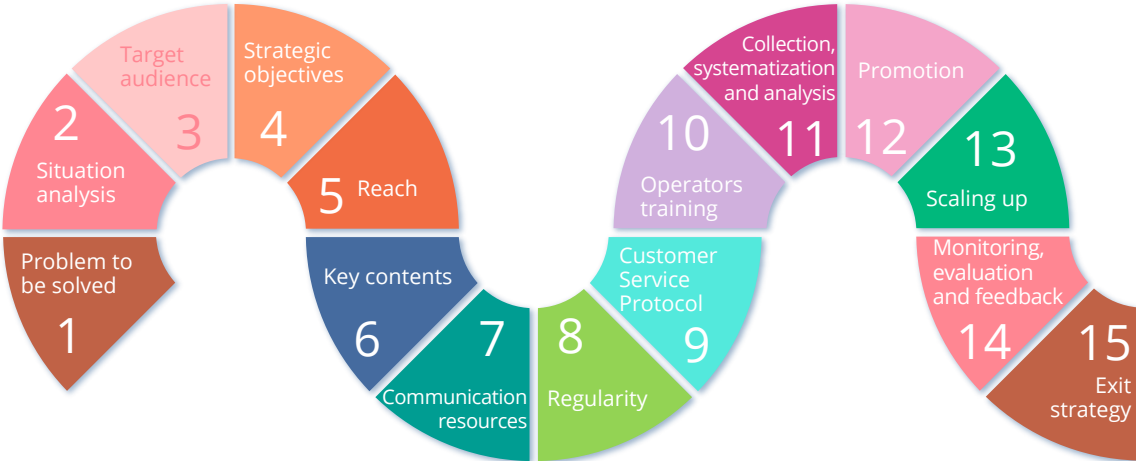 Problem to
be solved
1
2
Situation
analysis
Target
audience
3
Strategic
objectives
4
5 Reach
Key contents
6
7
Communication
resources
8
Regularity
Customer
Service
Protocol
9
10
Operators
training
Collection,
systematization
and analysis
11
Promotion
12
13
Scaling up
Monitoring,
evaluation
and feedback
14
15
Exit
strategy